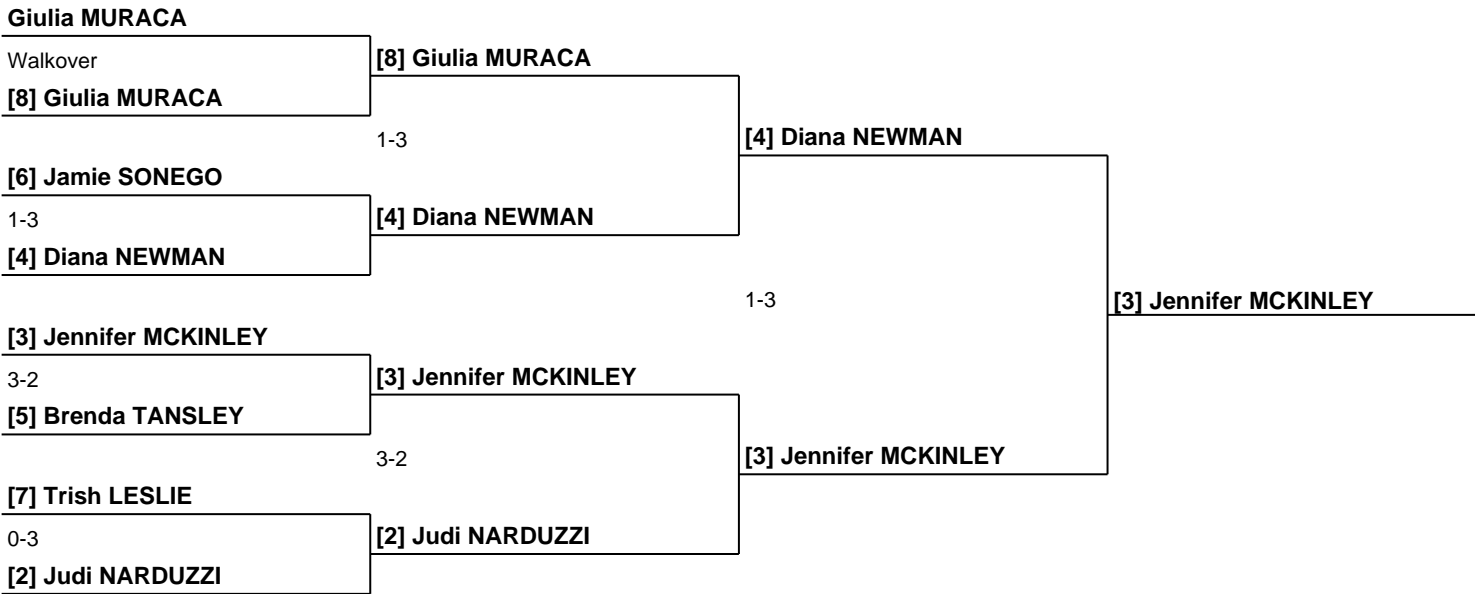 Giulia MURACA
Walkover
[8] Giulia MURACA
[8] Giulia MURACA
1-3
[4] Diana NEWMAN
[6] Jamie SONEGO
1-3
[4] Diana NEWMAN
[4] Diana NEWMAN
1-3
[3] Jennifer MCKINLEY
[3] Jennifer MCKINLEY
3-2
[3] Jennifer MCKINLEY
[5] Brenda TANSLEY
3-2
[3] Jennifer MCKINLEY
[7] Trish LESLIE
0-3
[2] Judi NARDUZZI
[2] Judi NARDUZZI